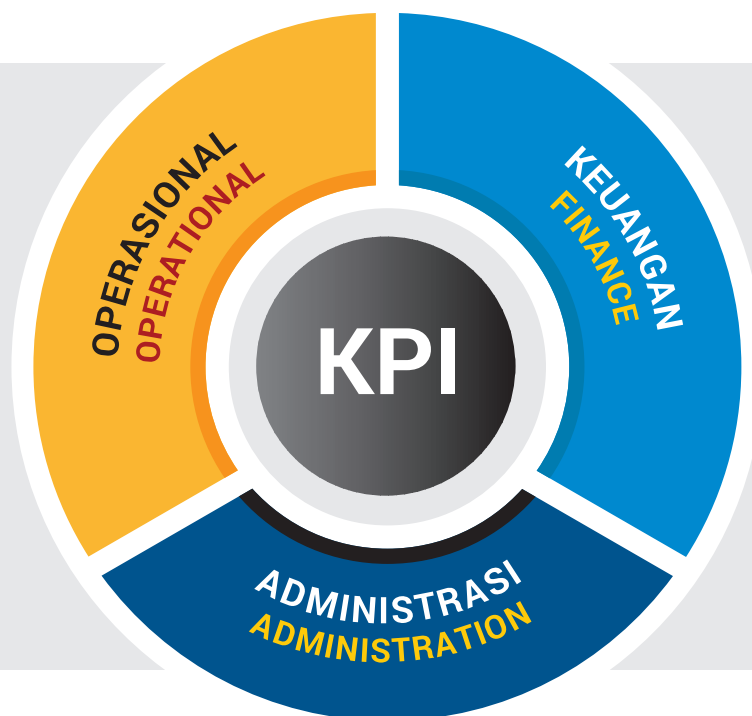 OPERASIONAL
OPERATIONAL
KEUANGAN
FINANCE
KPI
ADMINISTRASI
ADMINISTRATION